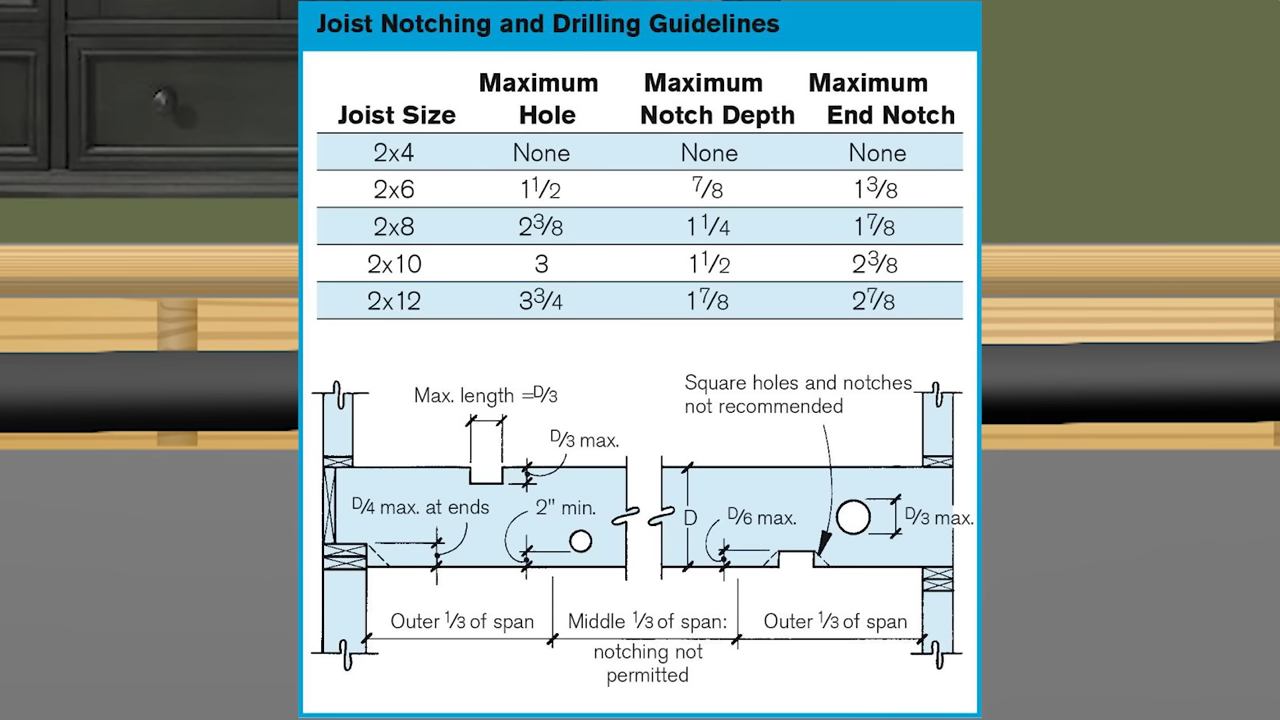 Joist Notching and Drilling Guidelines
Joist Size Maximum Hole Maximum Notch Depth Maximum End Notch
2x4 None None None
2x6 1 1/2 7/8 1 3/8
2x8 2 3/8 1 1/4 1 7/8
2x10 3 1 1/2 2 3/8
2x12 3 3/4 1 7/8 2 7/8
Max. length = D/3
Square holes and notches
not recommended
D/3 max.
D/4 max. at ends
2" min.
D
D/6 max.
D/3 max.
Outer 1/3 of span
Middle 1/3 of span:
notching not
permitted
Outer 1/3 of span